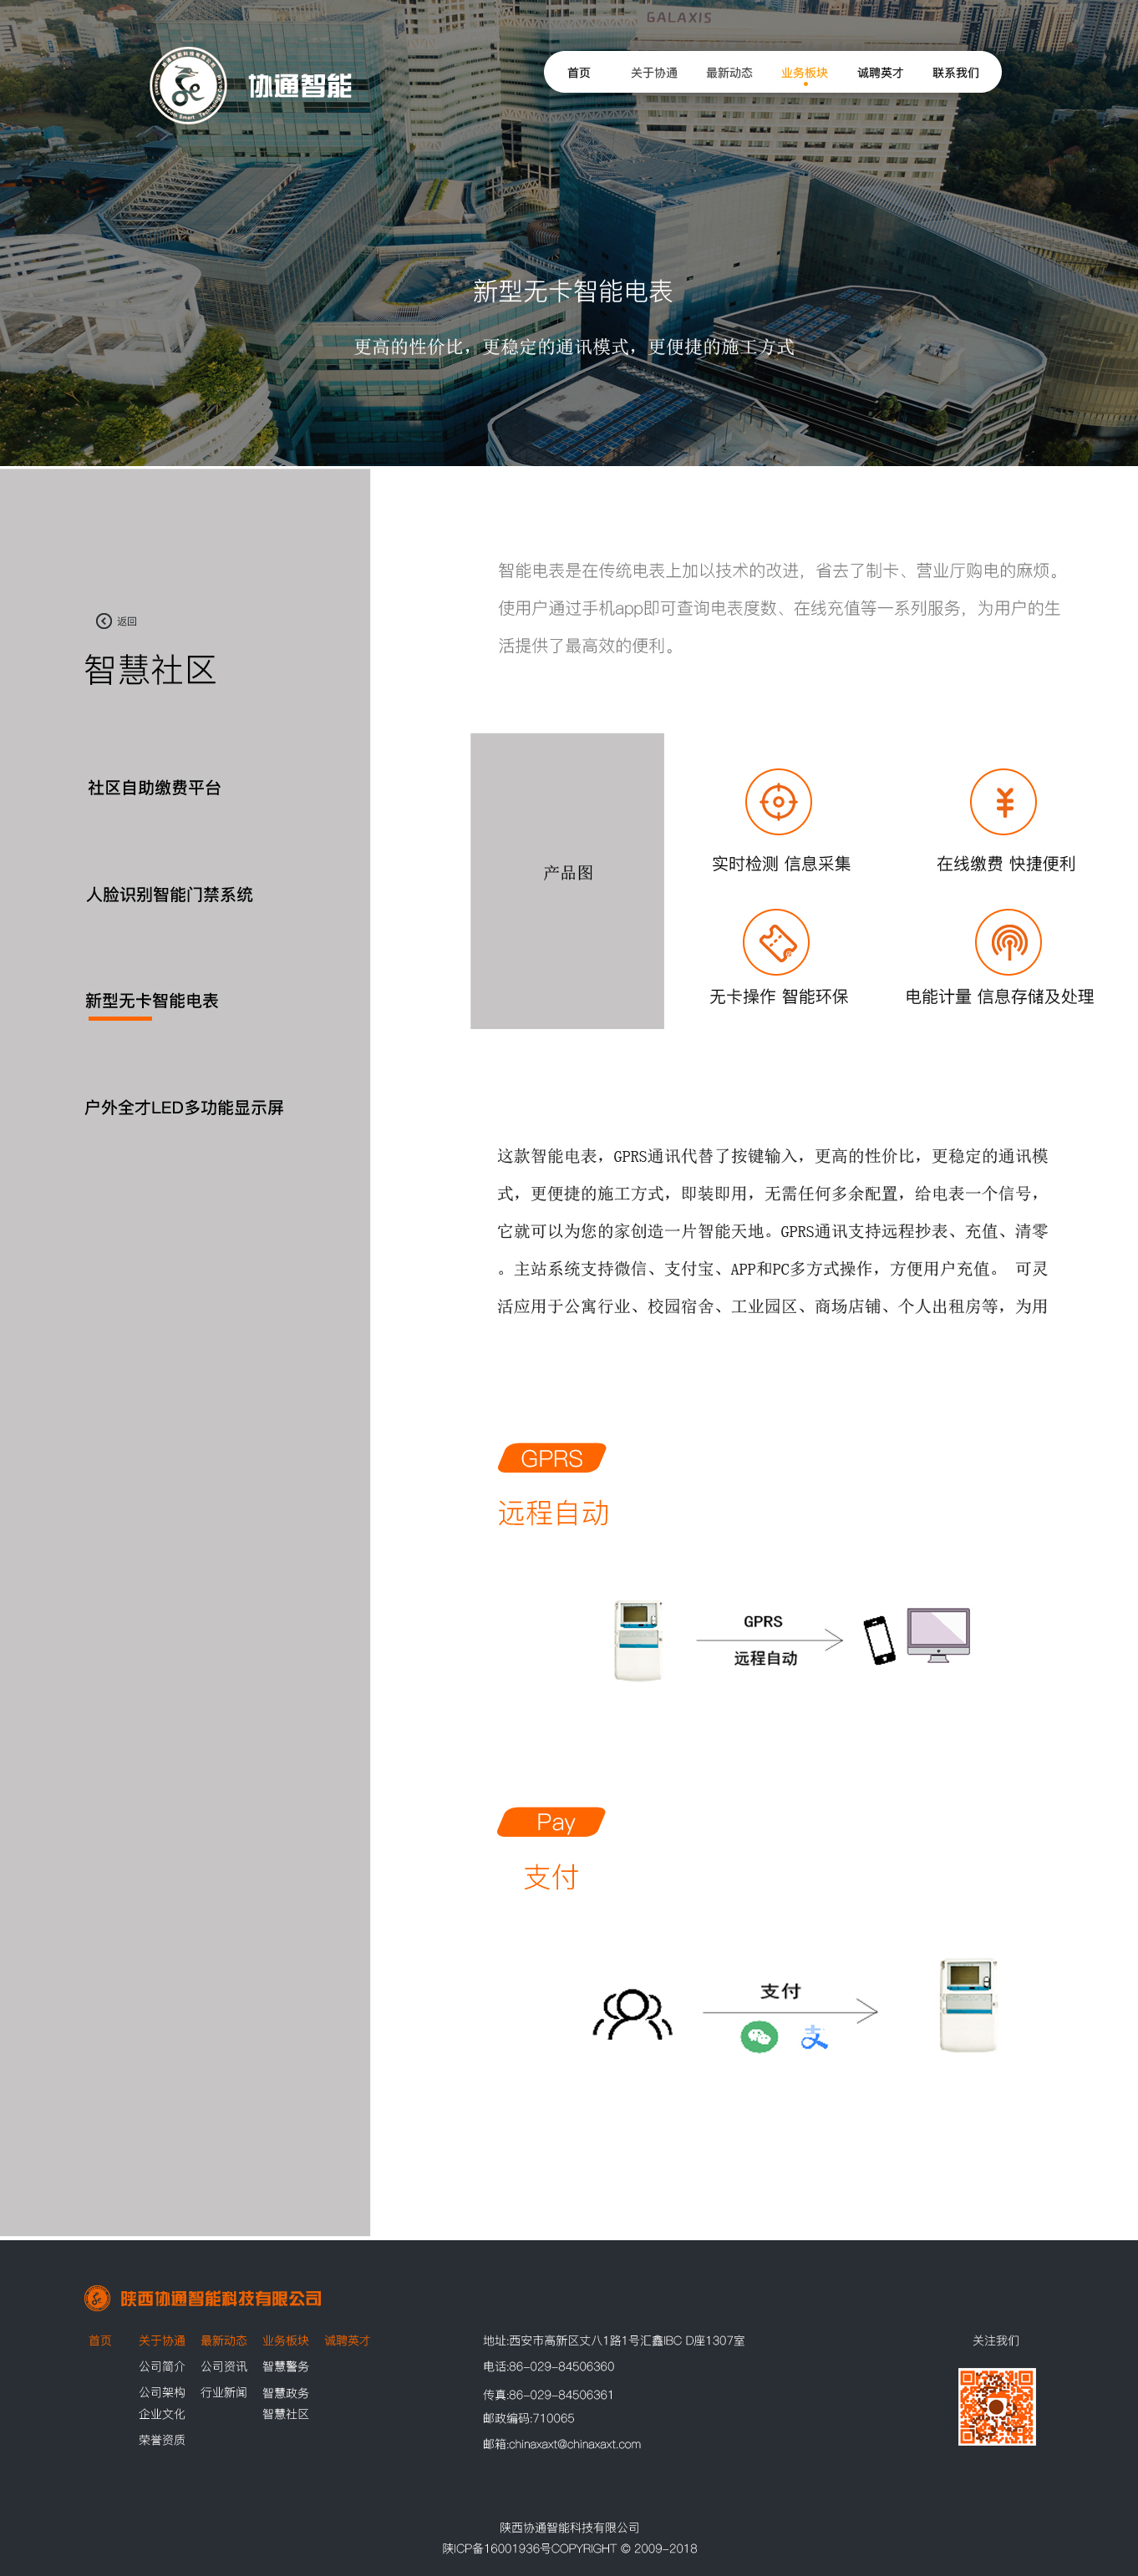 GALAXIS
协通智能
首页 关于协通 最新动态 业务板块 诚聘英才 联系我们
新型无卡智能电表
更高的性价比，更稳定的通讯模式，更便捷的施工方式
返回
智慧社区
社区自助缴费平台
人脸识别智能门禁系统
新型无卡智能电表
户外全才LED多功能显示屏
智能电表是在传统电表上加以技术的改进，省去了制卡、营业厅购电的麻烦。
使用户通过手机app即可查询电表度数、在线充值等一系列服务，为用户的生
活提供了最高效的便利。
产品图
实时检测 信息采集
在线缴费 快捷便利
无卡操作 智能环保
电能计量 信息存储及处理
这款智能电表，GPRS通讯代替了按键输入，更高的性价比，更稳定的通讯模
式，更便捷的施工方式，即装即用，无需任何多余配置，给电表一个信号，
它就可以为您的家创造一片智能天地。GPRS通讯支持远程抄表、充值、清零
。主站系统支持微信、支付宝、APP和PC多方式操作，方便用户充值。 可灵
活应用于公寓行业、校园宿舍、工业园区、商场店铺、个人出租房等，为用
GPRS
远程自动
GPRS
远程自动
Pay
支付
支付
陕西协通智能科技有限公司
首页 关于协通 最新动态 业务板块 诚聘英才
公司简介 公司资讯 智慧警务
公司架构 行业新闻 智慧政务
企业文化 智慧社区
荣誉资质
地址:西安市高新区丈八1路1号汇鑫IBC D座1307室
电话:86-029-84506360
传真:86-029-84506361
邮政编码:710065
邮箱:chinaxaxt@chinaxaxt.com
关注我们
陕西协通智能科技有限公司
陕ICP备16001936号COPYRIGHT © 2009-2018